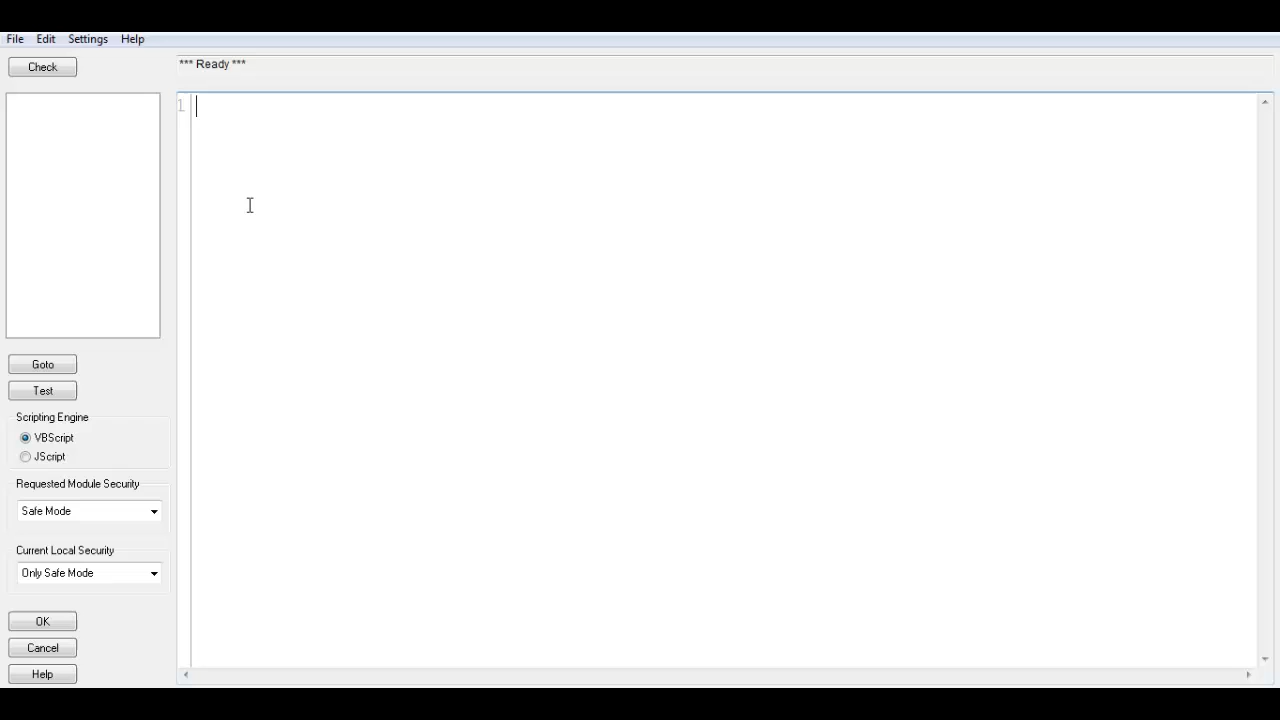 File Edit Settings Help
Check
*** Ready ***
1
Goto
Test
Scripting Engine
VBScript
JScript
Requested Module Security
Safe Mode
Current Local Security
Only Safe Mode
OK
Cancel
Help